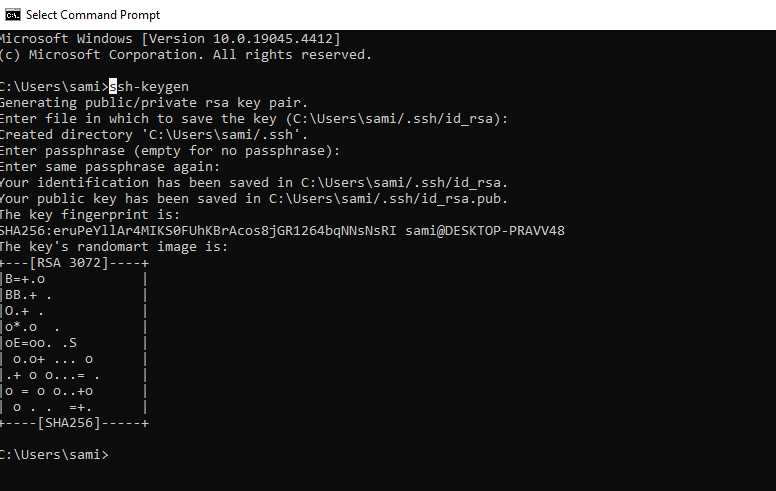 Select Command Prompt
Microsoft Windows [Version 10.0.19045.4412]
(c) Microsoft Corporation. All rights reserved.
C:\Users\sami>ssh-keygen
Generating public/private rsa key pair.
Enter file in which to save the key (C:\Users\sami/.ssh/id_rsa):
Created directory 'C:\Users\sami/.ssh'.
Enter passphrase (empty for no passphrase):
Enter same passphrase again:
Your identification has been saved in C:\Users\sami/.ssh/id_rsa.
Your public key has been saved in C:\Users\sami/.ssh/id_rsa.pub.
The key fingerprint is:
SHA256:eruPeYllAr4MIKS0FUhKBrAcos8jGR1264bqNNsNsRI sami@DESKTOP-PRAVV48
The key's randomart image is:
+---[RSA 3072]----+
|B=+.o            |
|BB.+ .           |
|O.+ .            |
|o*.o  .          |
|oE=oo. .S        |
| o.o+ ... o      |
|.+ o o...= .     |
|o = o o..+o      |
| o . .  =+.      |
+----[SHA256]-----+
C:\Users\sami>